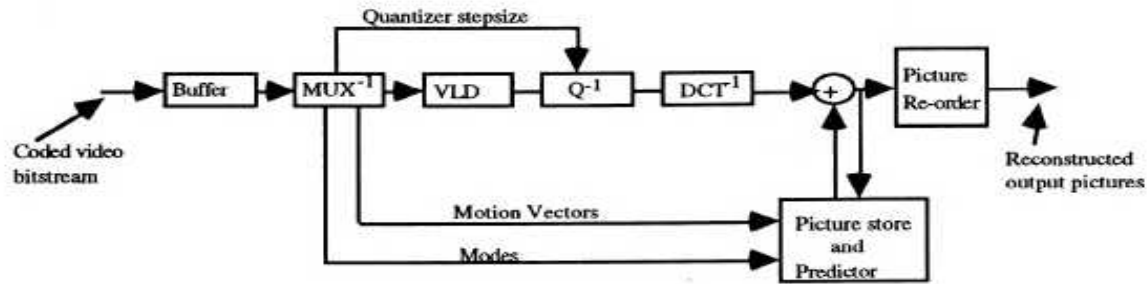 Quantizer stepsize
Buffer
MUX⁻¹
VLD
Q⁻¹
DCT⁻¹
+
Picture
Re-order
Coded video
bitstream
Reconstructed
output pictures
Motion Vectors
Modes
Picture store
and
Predictor